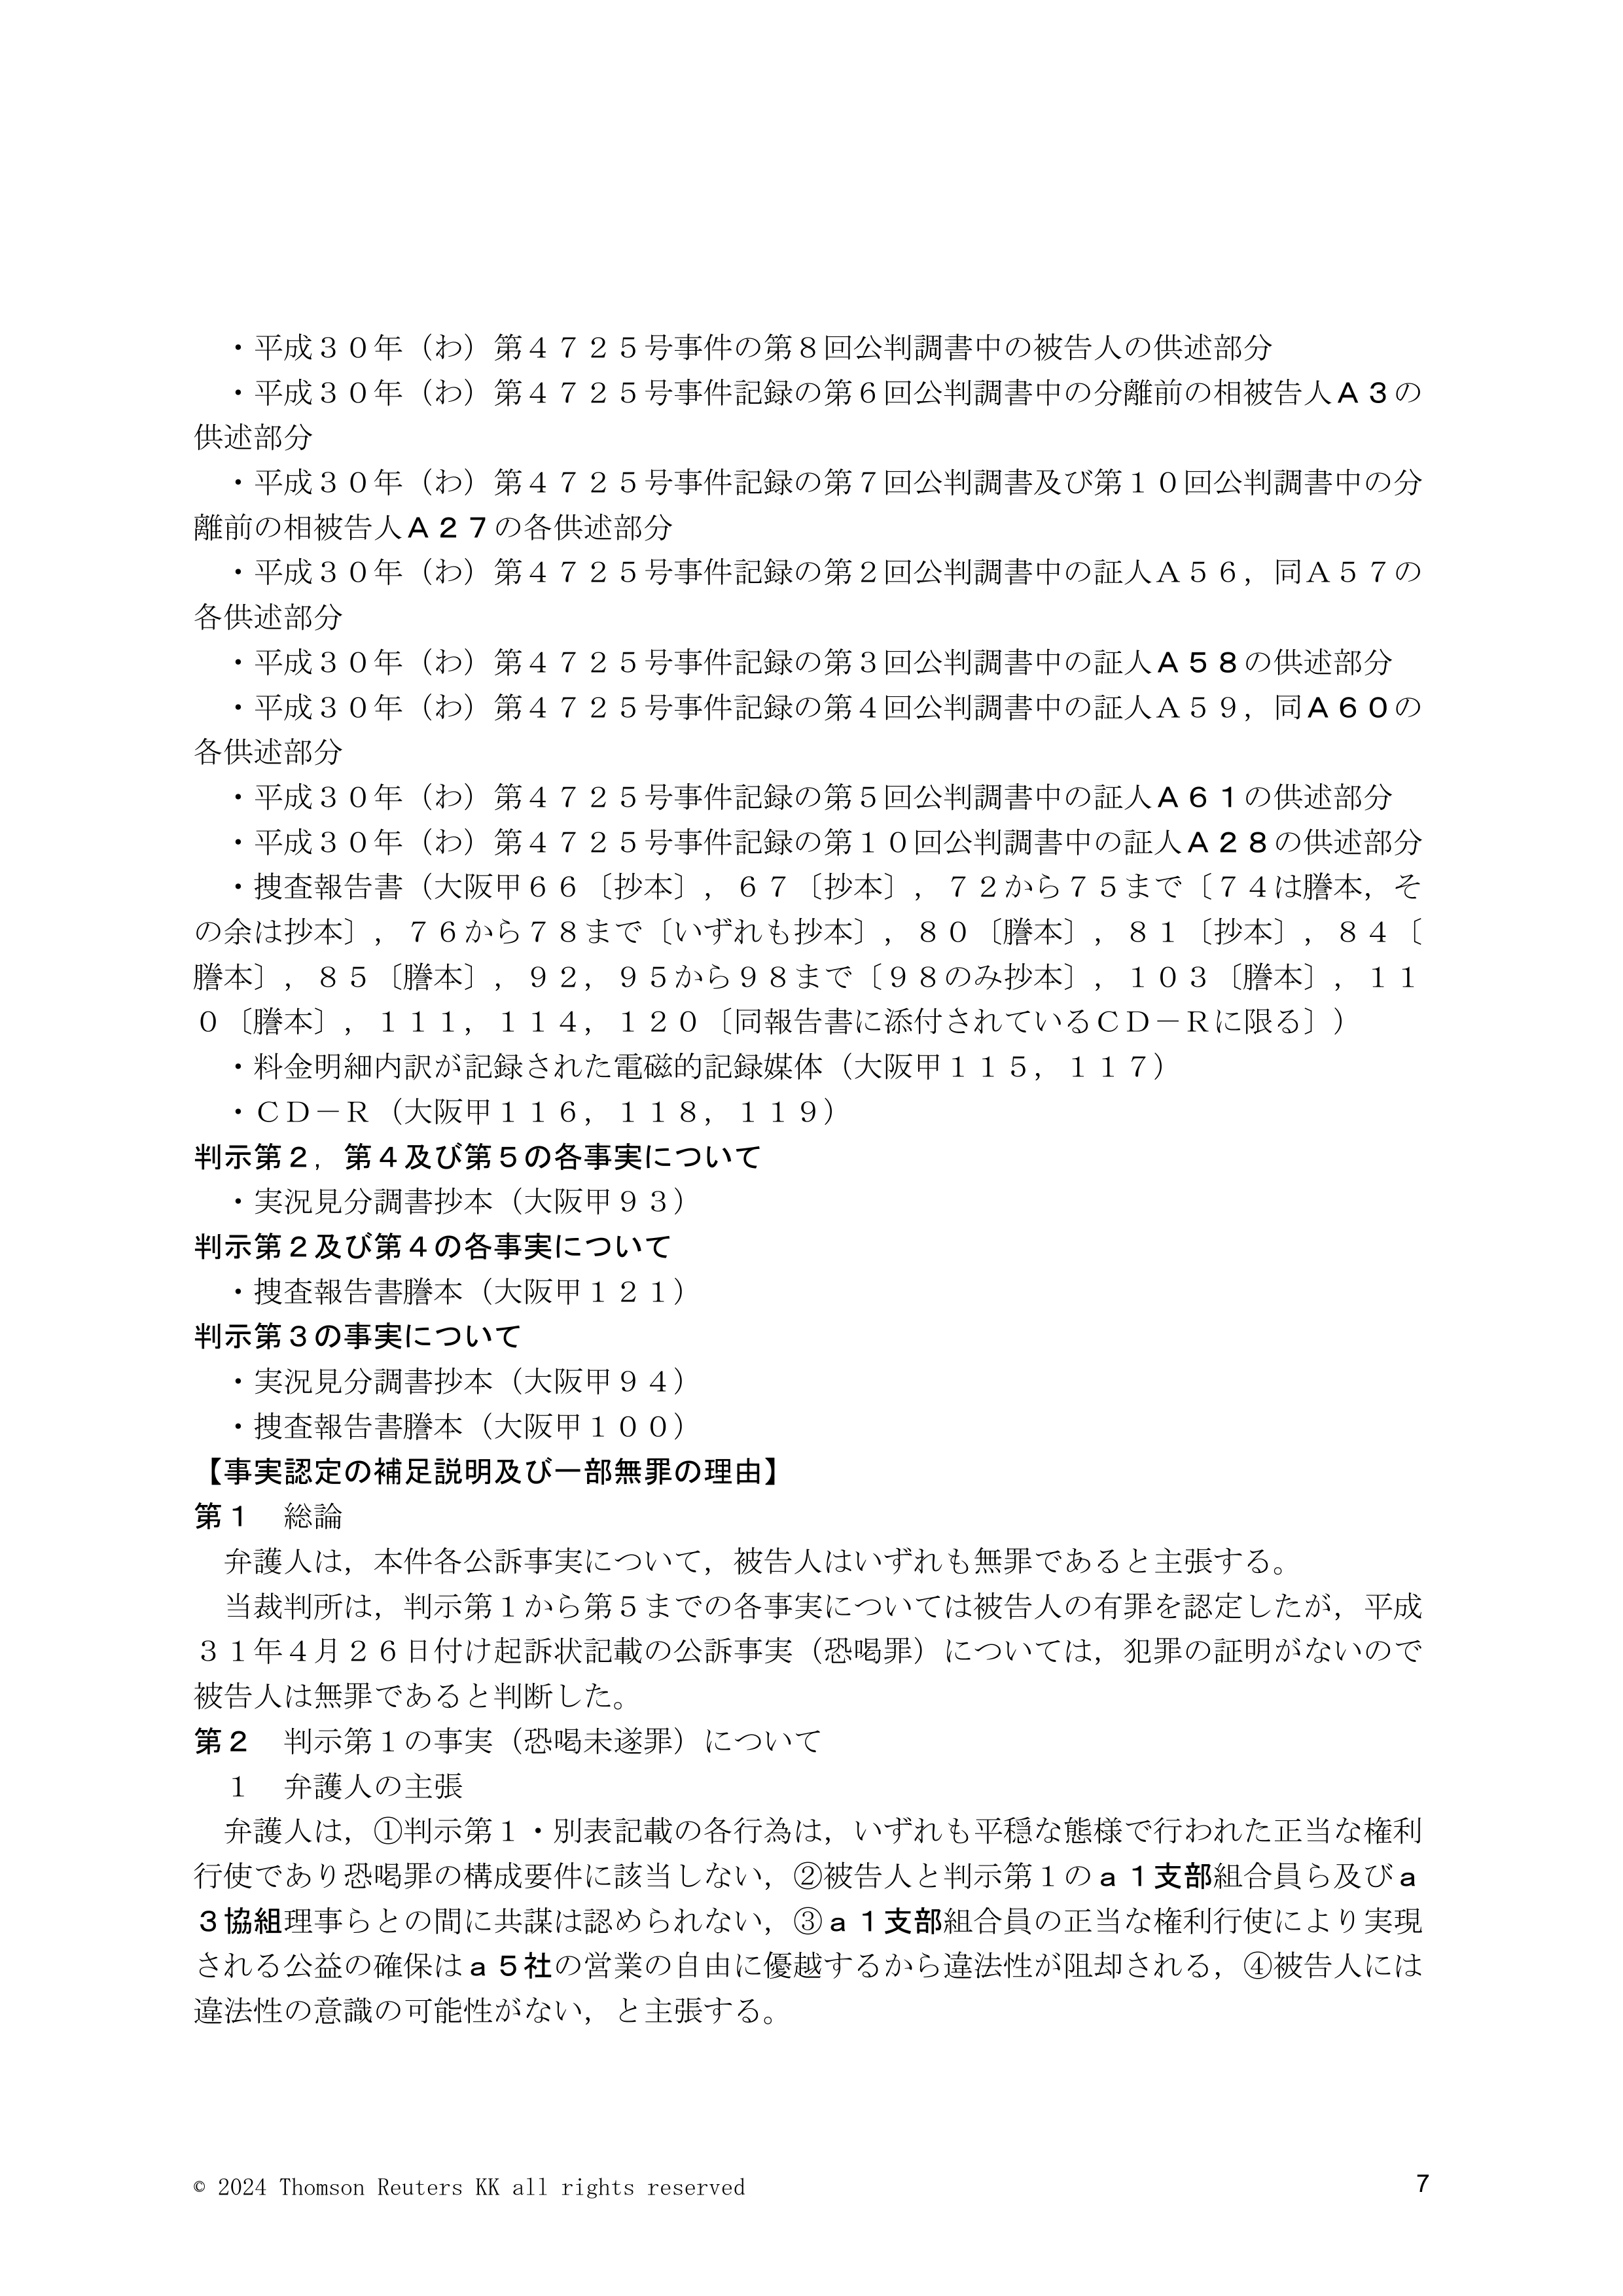 ・平成３０年（わ）第４７２５号事件の第８回公判調書中の被告人の供述部分
・平成３０年（わ）第４７２５号事件記録の第６回公判調書中の分離前の相被告人Ａ３の
供述部分
・平成３０年（わ）第４７２５号事件記録の第７回公判調書及び第１０回公判調書中の分
離前の相被告人Ａ２７の各供述部分
・平成３０年（わ）第４７２５号事件記録の第２回公判調書中の証人Ａ５６，同Ａ５７の
各供述部分
・平成３０年（わ）第４７２５号事件記録の第３回公判調書中の証人Ａ５８の供述部分
・平成３０年（わ）第４７２５号事件記録の第４回公判調書中の証人Ａ５９，同Ａ６０の
各供述部分
・平成３０年（わ）第４７２５号事件記録の第５回公判調書中の証人Ａ６１の供述部分
・平成３０年（わ）第４７２５号事件記録の第１０回公判調書中の証人Ａ２８の供述部分
・捜査報告書（大阪甲６６〔抄本〕，６７〔抄本〕，７２から７５まで〔７４は謄本，そ
の余は抄本〕，７６から７８まで〔いずれも抄本〕，８０〔謄本〕，８１〔抄本〕，８４〔
謄本〕，８５〔謄本〕，９２，９５から９８まで〔９８のみ抄本〕，１０３〔謄本〕，１１
０〔謄本〕，１１１，１１４，１２０〔同報告書に添付されているＣＤ－Ｒに限る〕）
・料金明細内訳が記録された電磁的記録媒体（大阪甲１１５，１１７）
・ＣＤ－Ｒ（大阪甲１１６，１１８，１１９）
判示第２，第４及び第５の各事実について
・実況見分調書抄本（大阪甲９３）
判示第２及び第４の各事実について
・捜査報告書謄本（大阪甲１２１）
判示第３の事実について
・実況見分調書抄本（大阪甲９４）
・捜査報告書謄本（大阪甲１００）
【事実認定の補足説明及び一部無罪の理由】
第１　総論
弁護人は，本件各公訴事実について，被告人はいずれも無罪であると主張する。
当裁判所は，判示第１から第５までの各事実については被告人の有罪を認定したが，平成
３１年４月２６日付け起訴状記載の公訴事実（恐喝罪）については，犯罪の証明がないので
被告人は無罪であると判断した。
第２　判示第１の事実（恐喝未遂罪）について
１　弁護人の主張
弁護人は，①判示第１・別表記載の各行為は，いずれも平穏な態様で行われた正当な権利
行使であり恐喝罪の構成要件に該当しない，②被告人と判示第１のａ１支部組合員ら及びａ
３協組理事らとの間に共謀は認められない，③ａ１支部組合員の正当な権利行使により実現
される公益の確保はａ５社の営業の自由に優越するから違法性が阻却される，④被告人には
違法性の意識の可能性がない，と主張する。
© 2024 Thomson Reuters KK all rights reserved
7